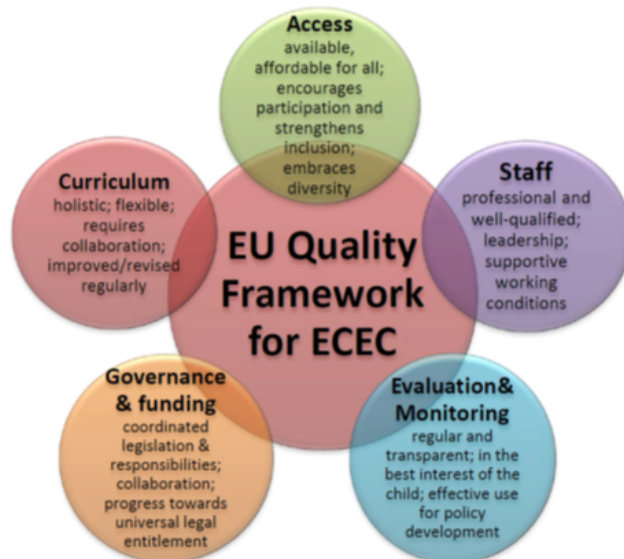 Access
available,
affordable for all;
encourages
participation and
strengthens
inclusion;
embraces
diversity
Curriculum
holistic; flexible;
requires
collaboration;
improved/revised
regularly
Staff
professional and
well-qualified;
leadership;
supportive
working
conditions
EU Quality
Framework
for ECEC
Governance
& funding
coordinated
legislation &
responsibilities;
collaboration;
progress towards
universal legal
entitlement
Evaluation&
Monitoring
regular and
transparent; in the
best interest of the
child; effective use
for policy
development